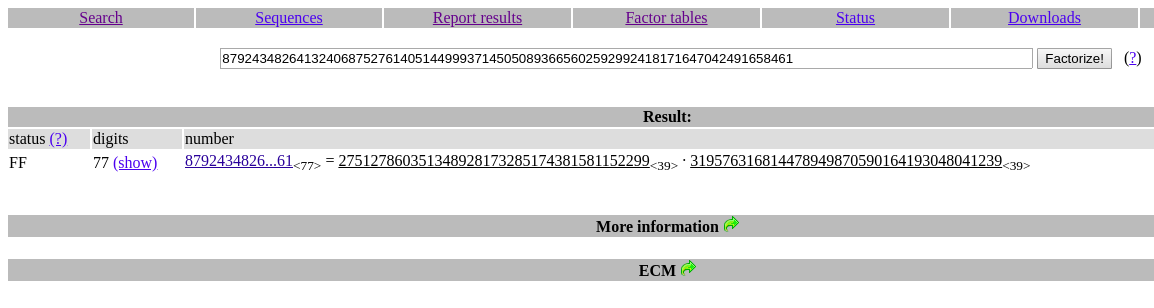 Search Sequences Report results Factor tables Status Downloads
87924348264132406875276140514499937145050893665602592992418171647042491658461 Factorize! (?)
Result:
status (?) digits number
FF 77 (show) 8792434826...61<77> = 275127860351348928173285174381581152299<39> · 319576316814478949870590164193048041239<39>
More information
ECM